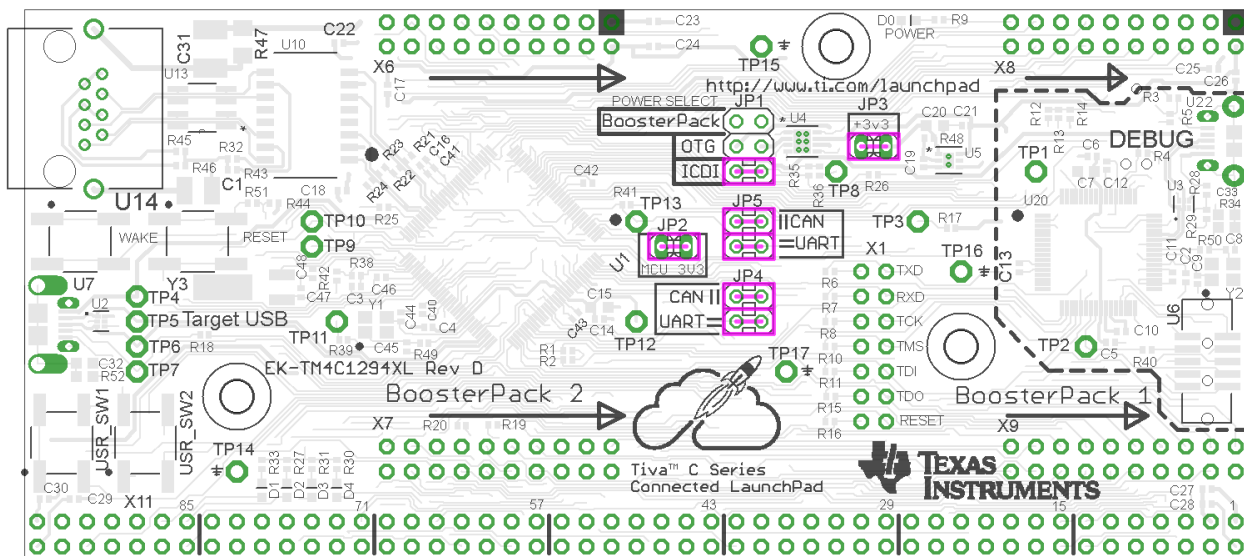 C31
R47
C22
U10
U13
C17
R45
R32
R46
R43
C1
R51
C18
R44
U14
WAKE
RESET
Y3
U7
U2
TP4
TP5 Target USB
TP6
TP7
R18
C32
R52
USR_SW1
USR_SW2
TP14
C30
C29
X11
R33
R27
R31
R30
D1
D2
D3
D4
TP10
TP9
C48
R42
R38
C47
C3
C46
Y1
TP11
R39
C45
C44
C40
C4
R49
R25
R24
R22
R23
R21
C16
C41
X6
C23
C24
TP15
D0
R9
POWER
http://www.ti.com/launchpad
POWER SELECT
JP1
BoosterPack
OTG
ICDI
U4
R35
JP3
+3v3
C20
C21
R48
C19
U5
TP8
R36
R26
C42
R41
TP13
JP2
U1
MCU 3V3
JP5
CAN
UART
JP4
CAN
UART
C15
C14
C43
TP12
R1
R2
TP3
R17
TP16
X1
R6
TXD
R7
RXD
R8
TCK
R10
TMS
R11
TDI
R15
TDO
R16
RESET
TP17
EK-TM4C1294XL Rev D
BoosterPack 2
X7
R20
R19
Tiva™ C Series
Connected LaunchPad
TEXAS
INSTRUMENTS
X8
C25
C26
R3
U22
R5
R12
R13
R14
DEBUG
TP1
C6
R4
C7
C12
U20
U3
R28
R29
C33
R34
R50
C8
C11
C2
C9
C13
Y2
U6
TP2
C5
C10
R40
BoosterPack 1
X9
C27
C28
85
71
57
43
29
15
1